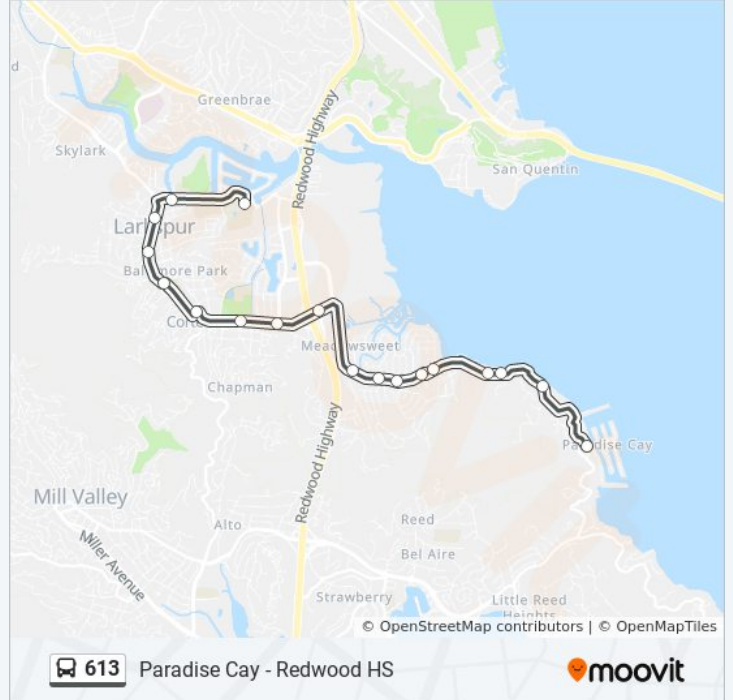 d
Greenbrae
Redwood Highway
Skylark
San Quentin
Larkspur
Baltimore Park
Corte
Meadowsweet
Chapman
Paradise Cay
Redwood Highway
Mill Valley
Alto
Reed
Miller Avenue
Bel Aire
Strawberry
Little Reed
Heights
© OpenStreetMap contributors | © OpenMapTiles
613 Paradise Cay - Redwood HS
moovit